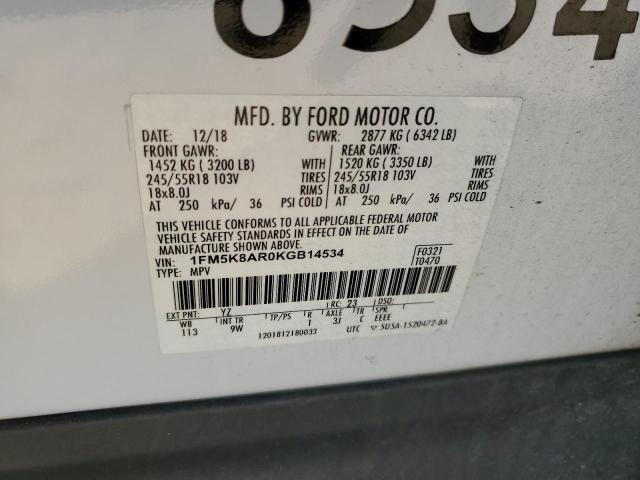 8554
MFD. BY FORD MOTOR CO.
DATE: 12/18 GVWR: 2877 KG ( 6342 LB)
FRONT GAWR: REAR GAWR:
1452 KG ( 3200 LB) WITH 1520 KG ( 3350 LB) WITH
245/55R18 103V TIRES 245/55R18 103V TIRES
18x8.0J RIMS 18x8.0J RIMS
AT 250 kPa/ 36 PSI COLD AT 250 kPa/ 36 PSI COLD
THIS VEHICLE CONFORMS TO ALL APPLICABLE FEDERAL MOTOR
VEHICLE SAFETY STANDARDS IN EFFECT ON THE DATE OF
MANUFACTURE SHOWN ABOVE.
VIN: 1FM5K8AR0KGB14534 F0321
TYPE: MPV T0470
EXT PNT: YZ RC: 23 DSO:
WB INT TR TP/PS R AXLE TR SPR
113 9W 1 3J C EEEE
1201812180033 UTC 5USA-1520472-BA